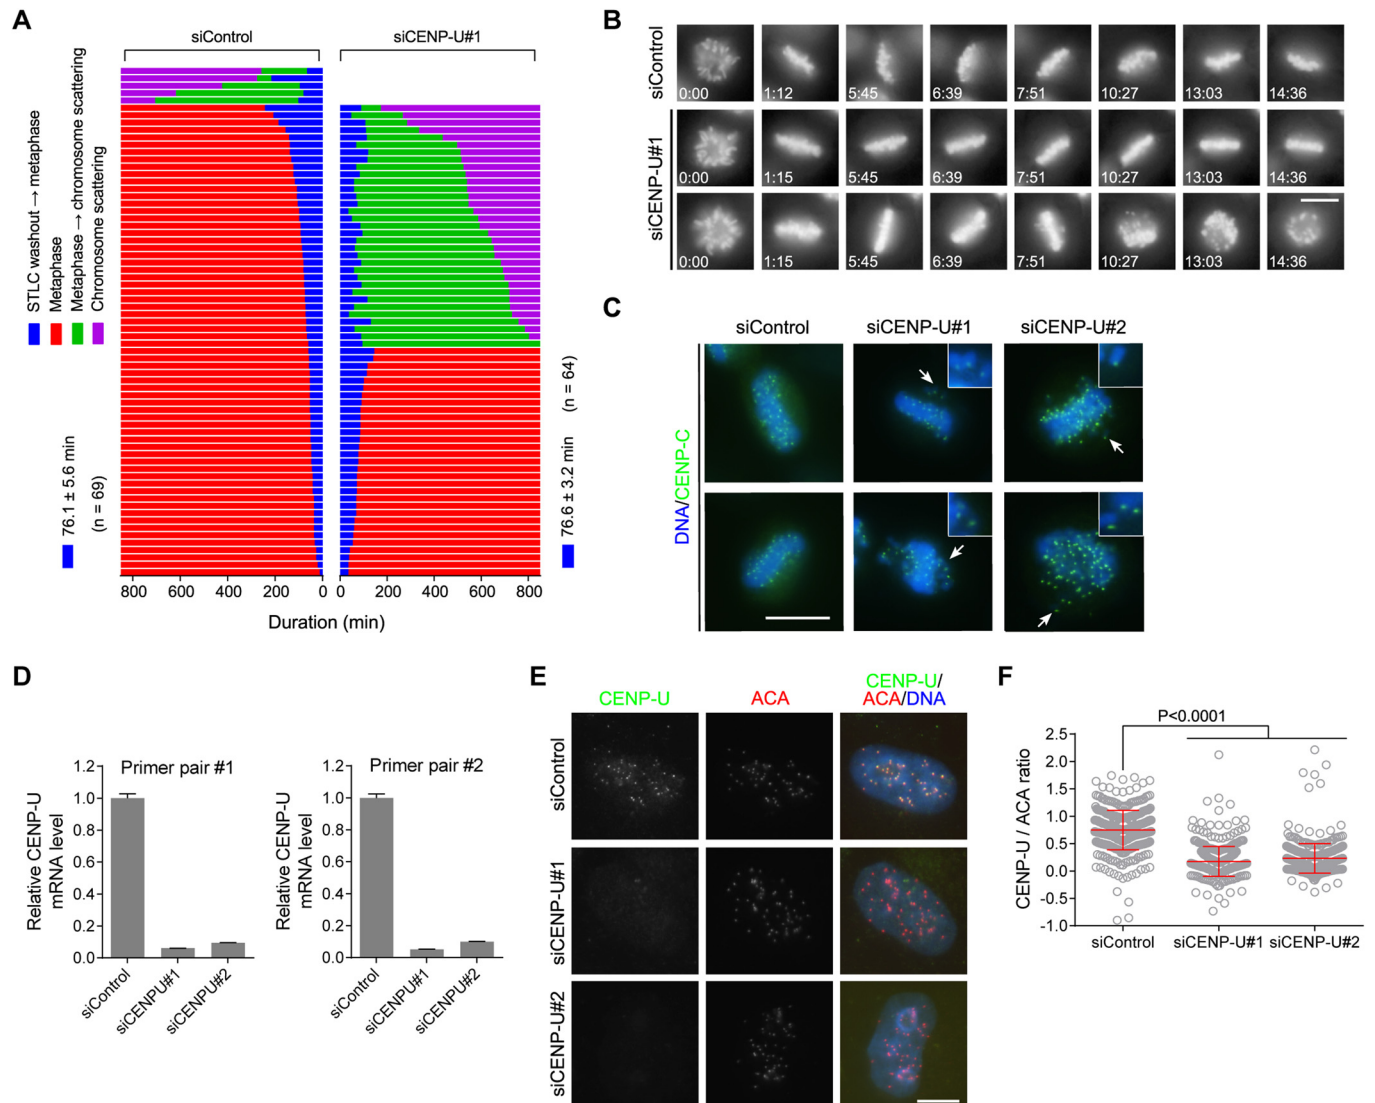 A
siControl
siCENP-U#1
STLC washout → metaphase
Metaphase
Metaphase → chromosome scattering
Chromosome scattering
76.1 ± 5.6 min
(n = 69)
76.6 ± 3.2 min
(n = 64)
800 600 400 200 0 0 200 400 600 800
Duration (min)
B
siControl
0:00 1:12 5:45 6:39 7:51 10:27 13:03 14:36
siCENP-U#1
0:00 1:15 5:45 6:39 7:51 10:27 13:03 14:36
0:00 1:15 5:45 6:39 7:51 10:27 13:03 14:36
C
siControl siCENP-U#1 siCENP-U#2
DNA/CENP-C
D
Relative CENP-U
mRNA level
Primer pair #1
1.2
1.0
0.8
0.6
0.4
0.2
0.0
siControl
siCENPU#1
siCENPU#2
Relative CENP-U
mRNA level
Primer pair #2
1.2
1.0
0.8
0.6
0.4
0.2
0.0
siControl
siCENPU#1
siCENPU#2
E
CENP-U ACA CENP-U/
ACA/DNA
siControl
siCENP-U#1
siCENP-U#2
F
P<0.0001
CENP-U / ACA ratio
2.5
2.0
1.5
1.0
0.5
0.0
-0.5
-1.0
siControl siCENP-U#1 siCENP-U#2